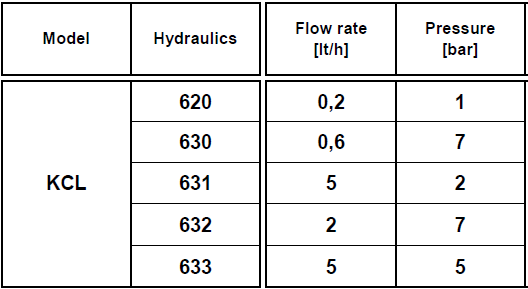 Model Hydraulics Flow rate [lt/h] Pressure [bar]
620 0,2 1
630 0,6 7
KCL 631 5 2
632 2 7
633 5 5